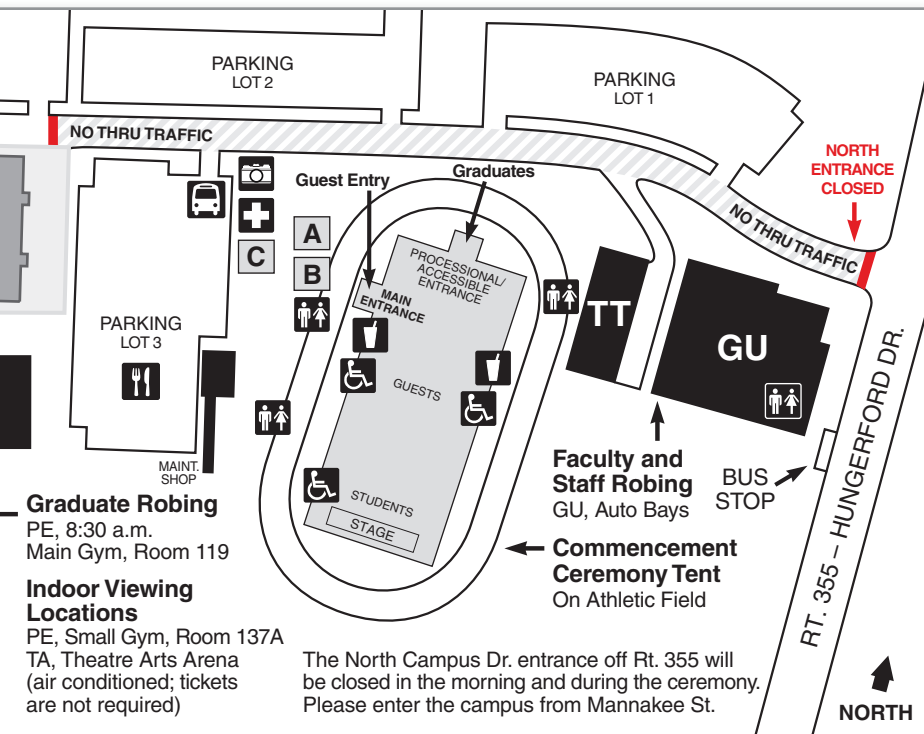 PARKING
LOT 2
PARKING
LOT 1
NO THRU TRAFFIC
NORTH
ENTRANCE
CLOSED
Guest Entry
Graduates
A
B
C
PROCESSIONAL/
ACCESSIBLE
ENTRANCE
MAIN
ENTRANCE
NO THRU TRAFFIC
TT
GU
PARKING
LOT 3
GUESTS
RT. 355 – HUNGERFORD DR.
MAINT.
SHOP
STUDENTS
STAGE
Faculty and
Staff Robing
GU, Auto Bays
BUS
STOP
Graduate Robing
PE, 8:30 a.m.
Main Gym, Room 119
Commencement
Ceremony Tent
On Athletic Field
Indoor Viewing
Locations
PE, Small Gym, Room 137A
TA, Theatre Arts Arena
(air conditioned; tickets
are not required)
The North Campus Dr. entrance off Rt. 355 will
be closed in the morning and during the ceremony.
Please enter the campus from Mannakee St.
NORTH